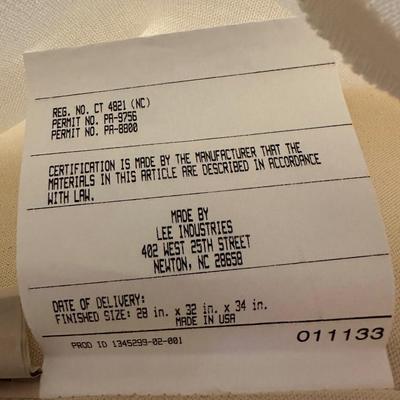 REG. NO. CT 4821 (NC)
PERMIT NO. PA-9756
PERMIT NO. PA-8800
CERTIFICATION IS MADE BY THE MANUFACTURER THAT THE
MATERIALS IN THIS ARTICLE ARE DESCRIBED IN ACCORDANCE
WITH LAW.
MADE BY
LEE INDUSTRIES
402 WEST 25TH STREET
NEWTON, NC 28658
DATE OF DELIVERY:
FINISHED SIZE: 28 in. x 32 in. x 34 in.
MADE IN USA
PROD ID 1345299-02-001
011133